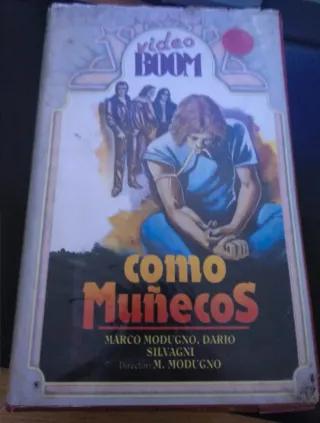 video
BOOM
como
MuñecoS
MARCO MODUGNO, DARIO
SILVAGNI
Director: M. MODUGNO